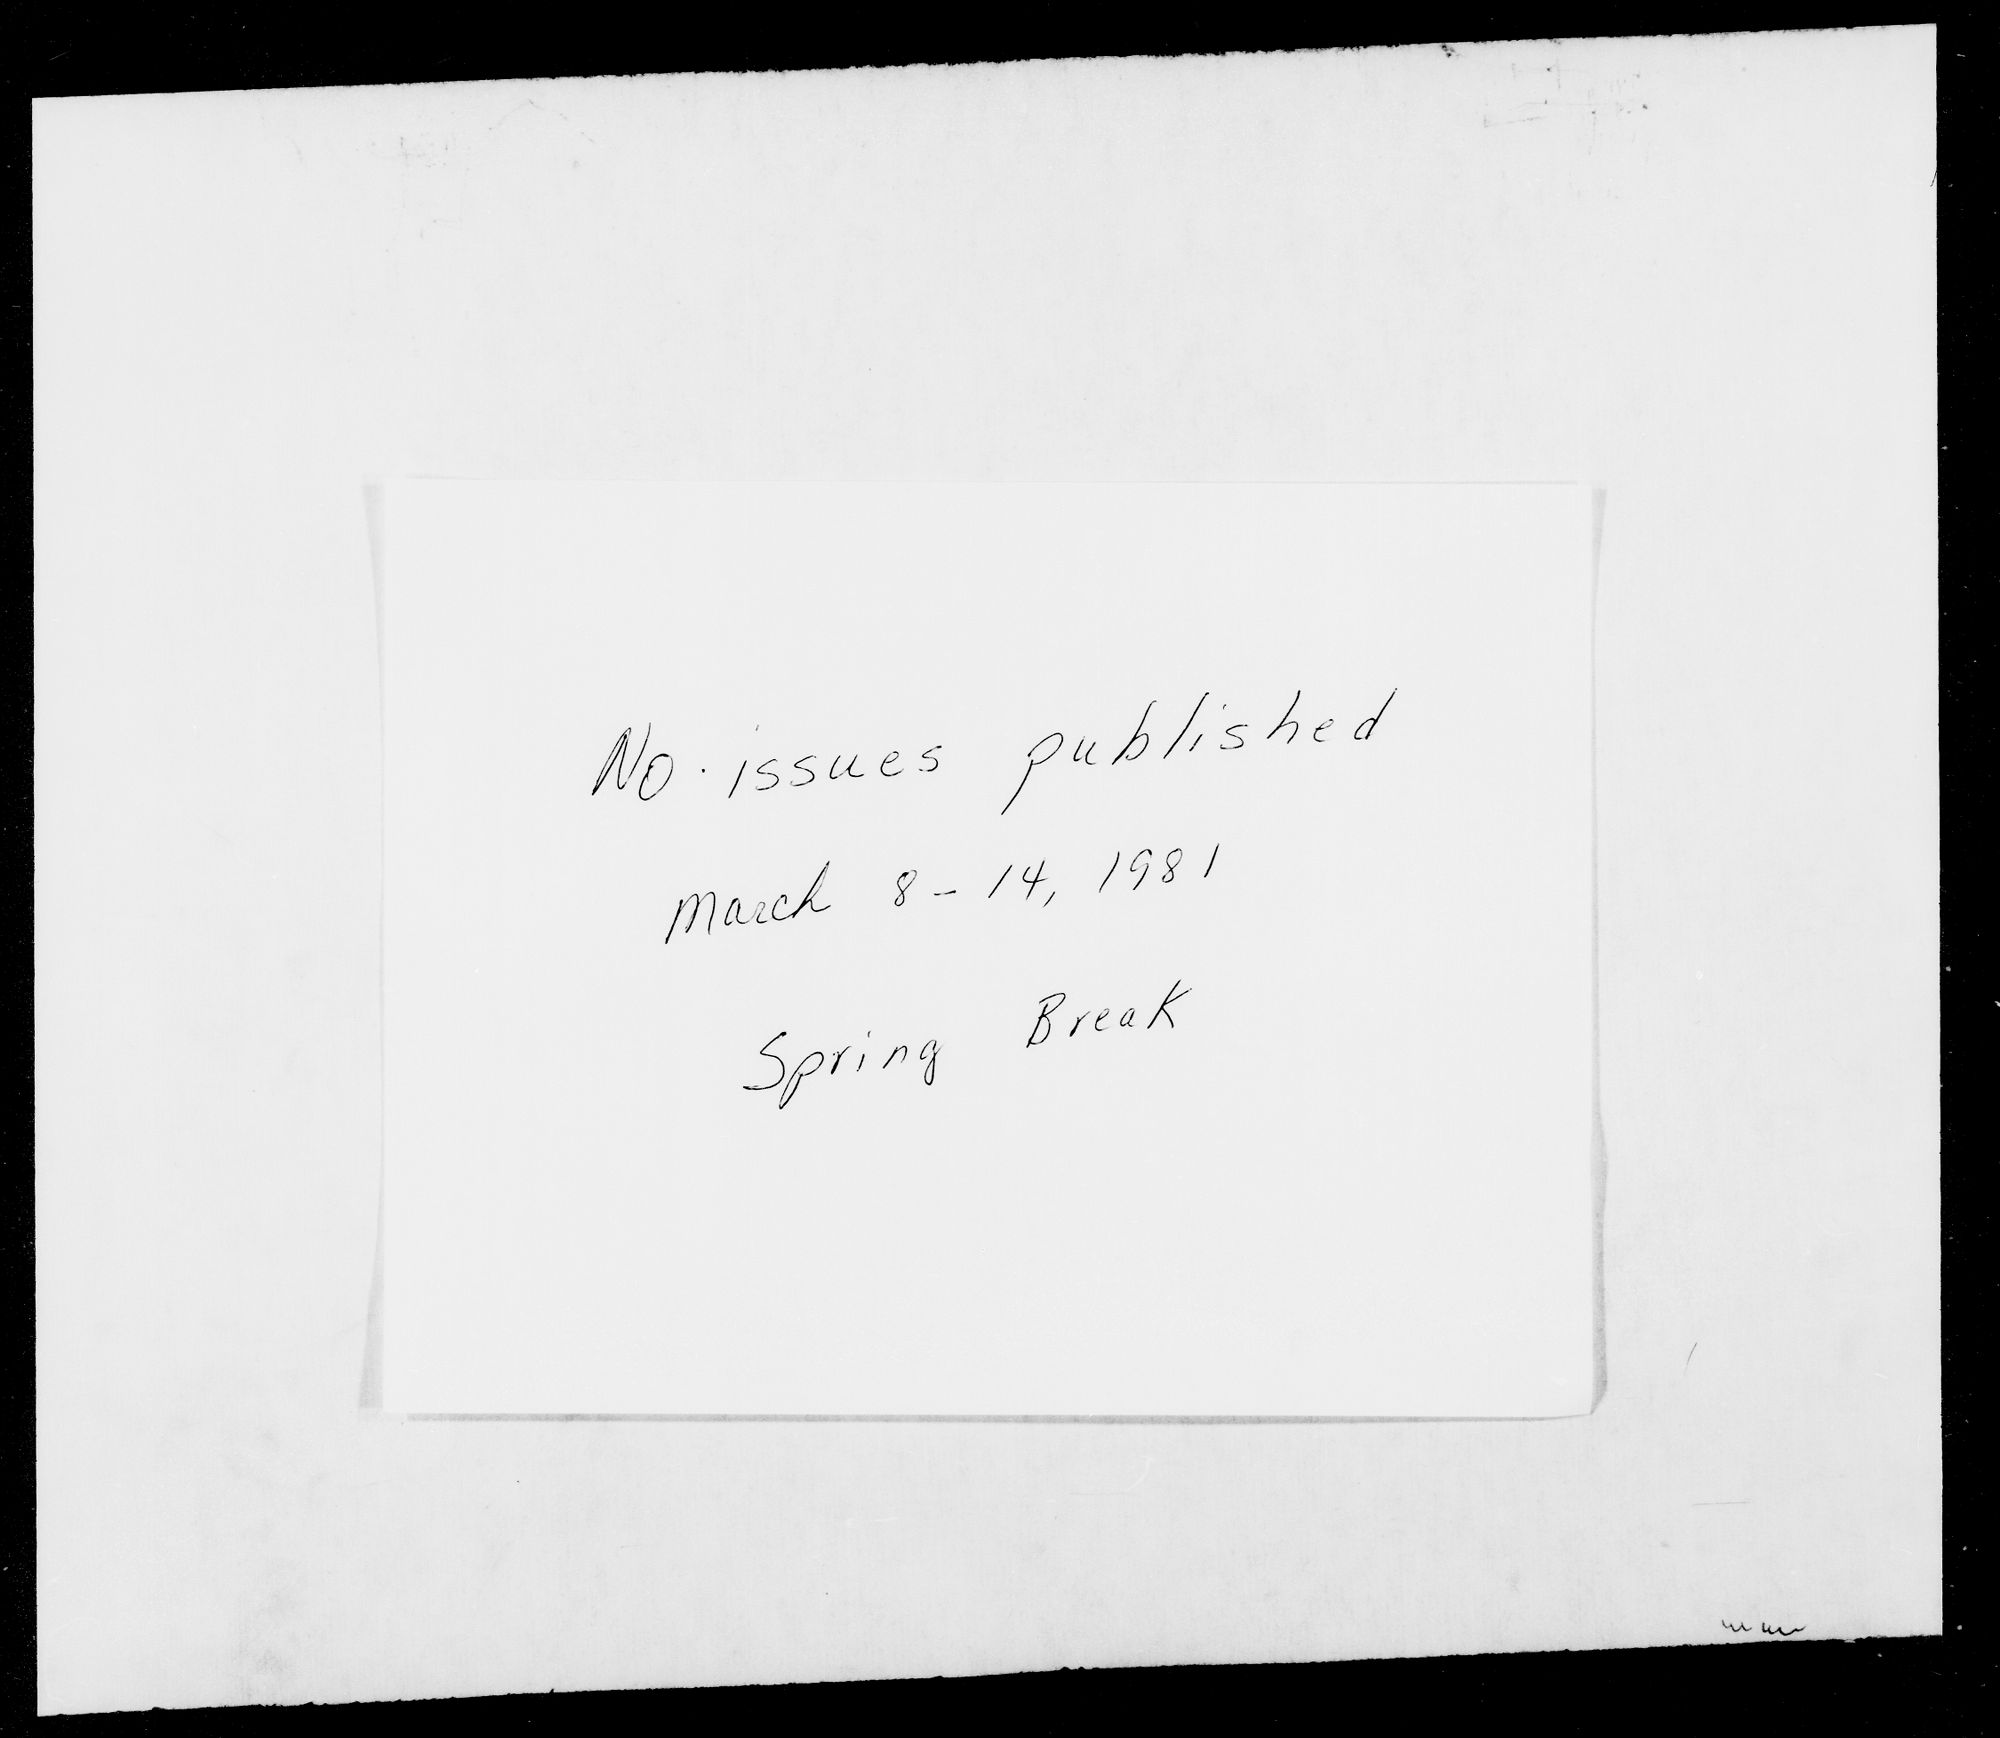 No issues published
March 8-14, 1981
Spring Break